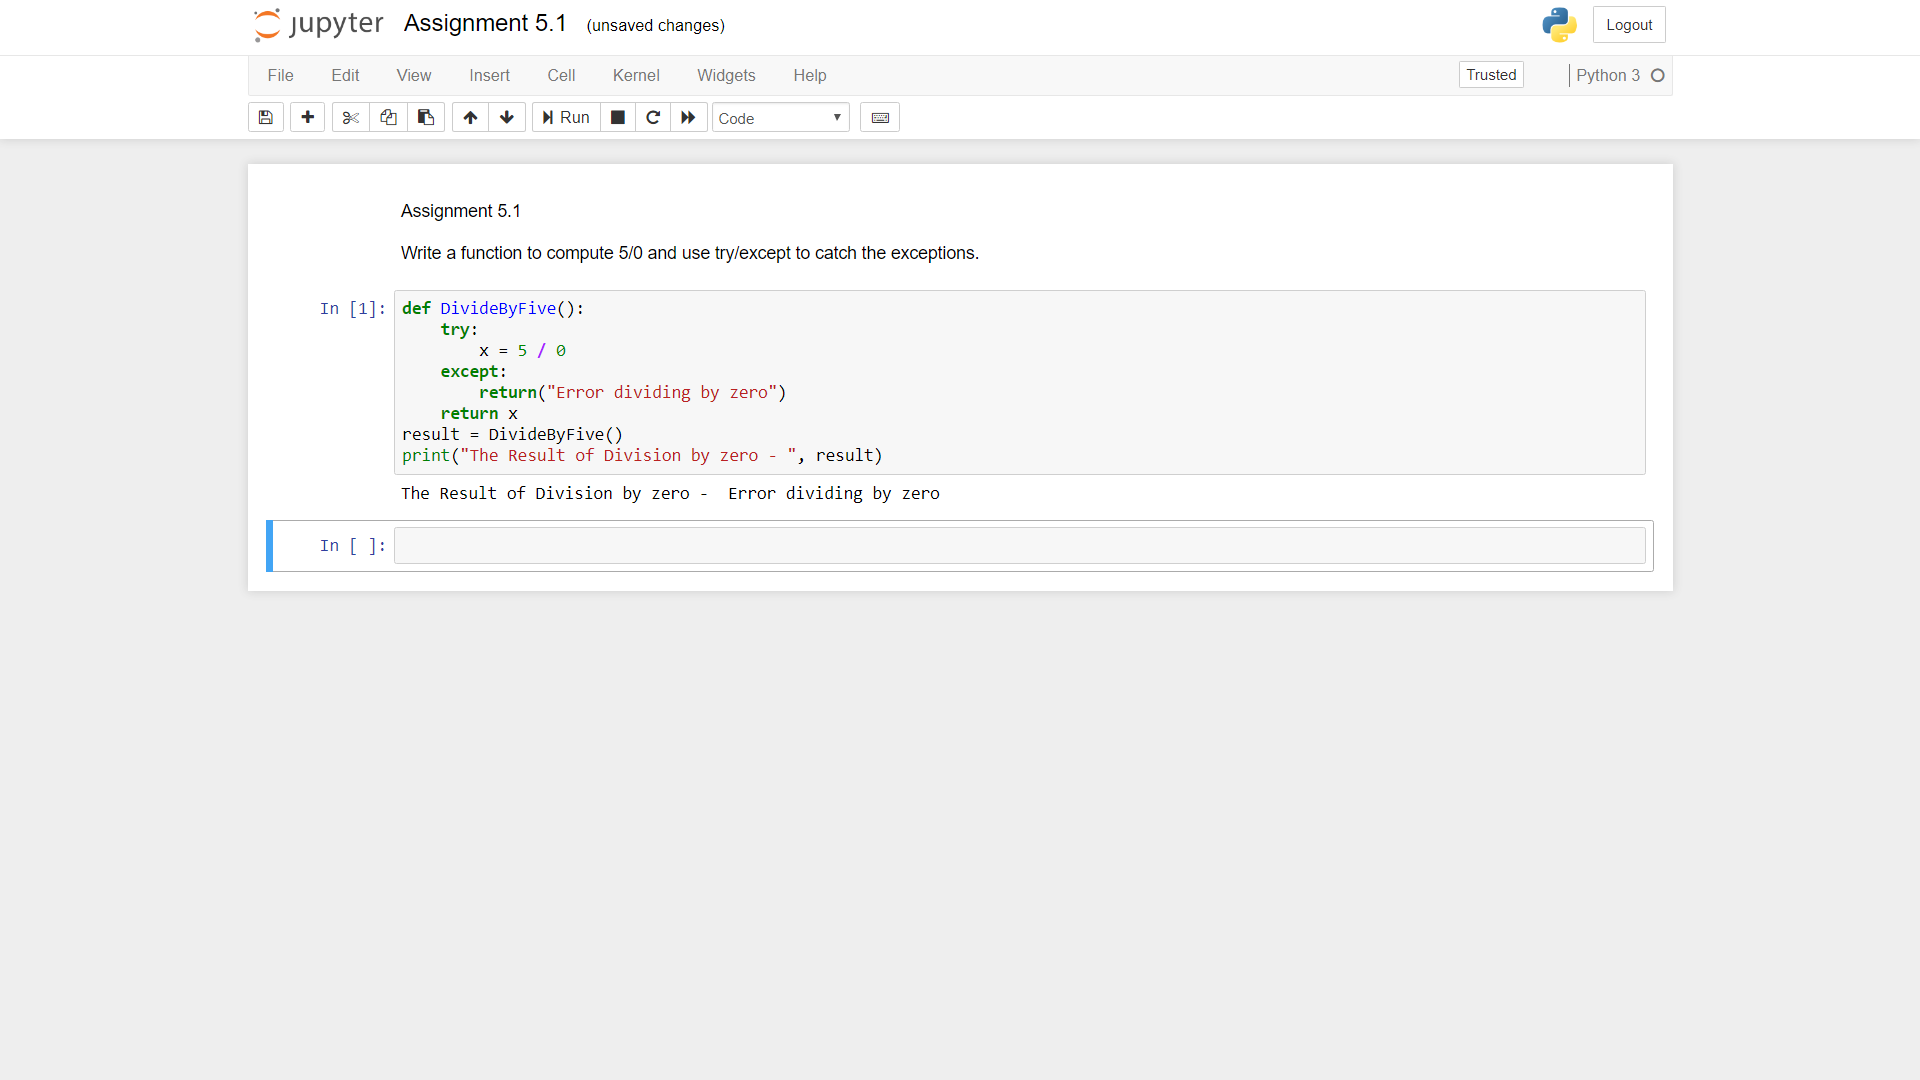 jupyter Assignment 5.1 (unsaved changes) Logout
File Edit View Insert Cell Kernel Widgets Help Trusted Python 3
Run Code
Assignment 5.1
Write a function to compute 5/0 and use try/except to catch the exceptions.
In [1]: def DivideByFive():
    try:
        x = 5 / 0
    except:
        return("Error dividing by zero")
    return x
result = DivideByFive()
print("The Result of Division by zero - ", result)
The Result of Division by zero -  Error dividing by zero
In [ ]: